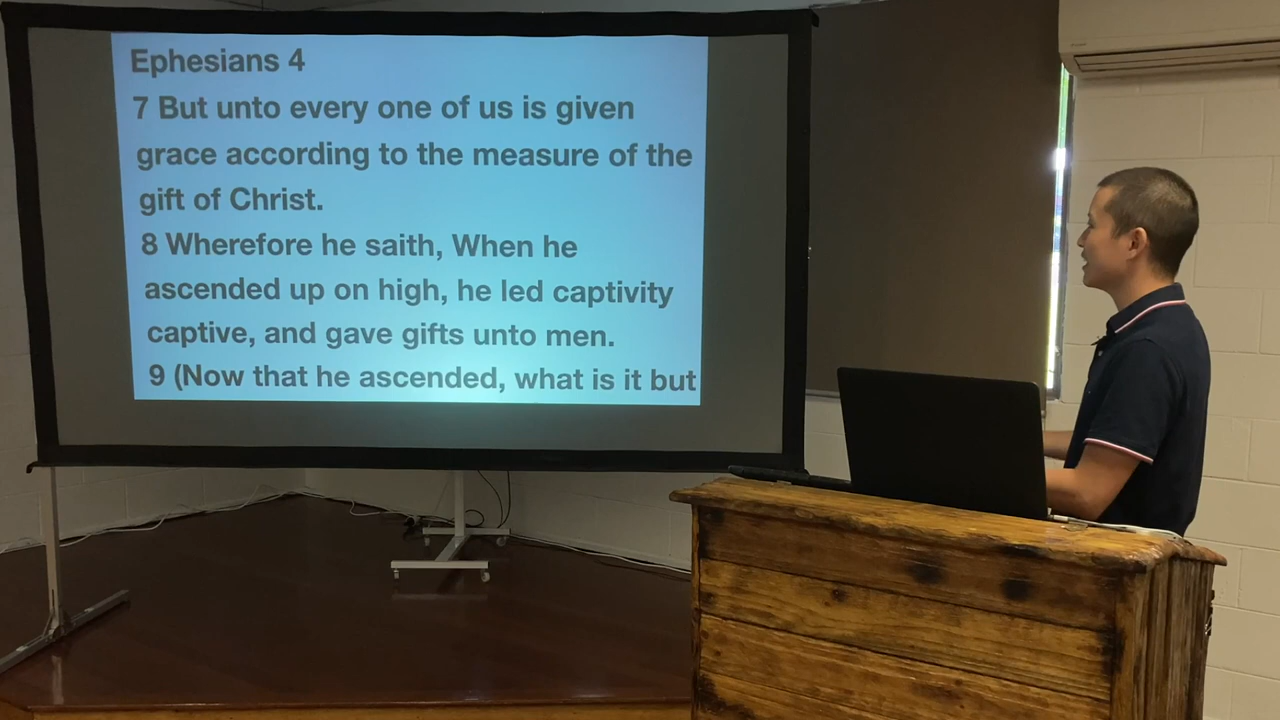 Ephesians 4
7 But unto every one of us is given
grace according to the measure of the
gift of Christ.
8 Wherefore he saith, When he
ascended up on high, he led captivity
captive, and gave gifts unto men.
9 (Now that he ascended, what is it but